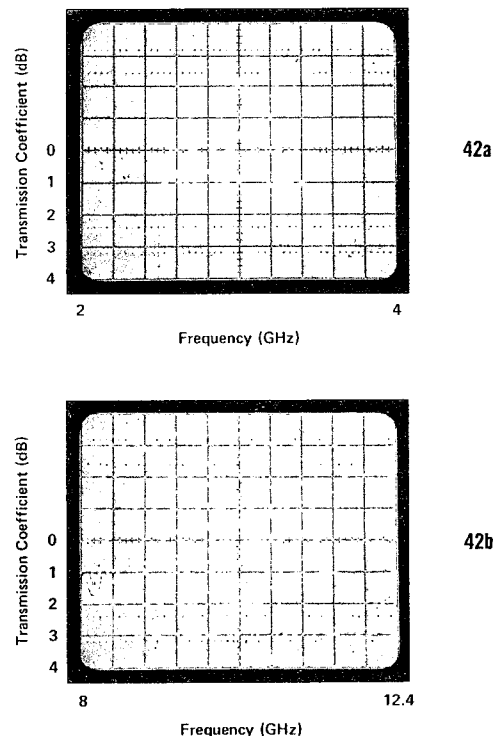 Transmission Coefficient (dB)
0
1
2
3
4
2
4
Frequency (GHz)
42a
Transmission Coefficient (dB)
0
1
2
3
4
8
12.4
Frequency (GHz)
42b